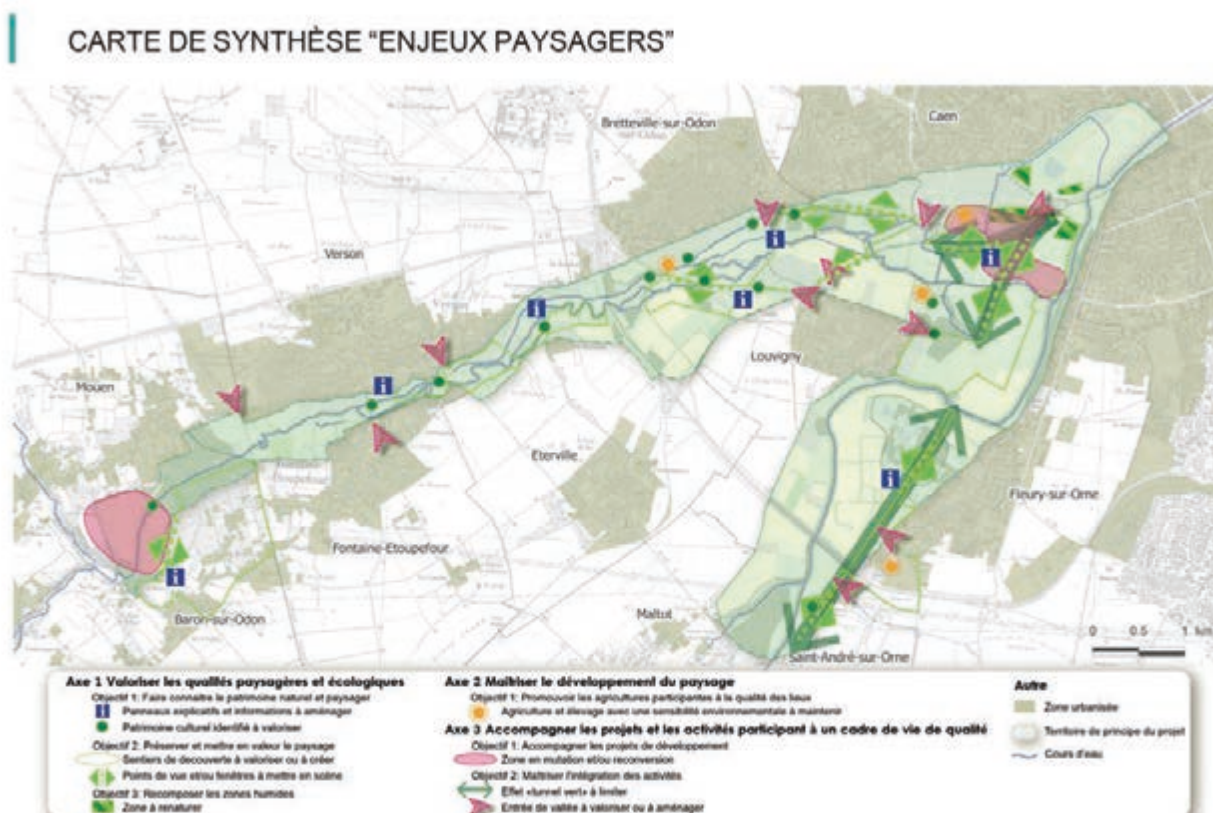 CARTE DE SYNTHÈSE "ENJEUX PAYSAGERS"
Bretteville-sur-Odon
Caen
Verson
Mouen
Louvigny
Eterville
Fleury-sur-Orne
Fontaine-Etoupefour
Baron-sur-Odon
Maltot
Saint-André-sur-Orne
0 0.5 1 km
Axe 1 Valoriser les qualités paysagères et écologiques
Objectif 1: Faire connaître le patrimoine naturel et paysager
Panneaux explicatifs et informations à aménager
Patrimoine culturel identifié à valoriser
Objectif 2: Préserver et mettre en valeur le paysage
Sentiers de decouverte à valoriser ou à créer
Points de vue et/ou fenêtres à mettre en scène
Objectif 3: Recomposer les zones humides
Zone à renaturer
Axe 2 Maîtriser le développement du paysage
Objectif 1: Promouvoir les agricultures participantes à la qualité des lieux
Agriculture et élevage avec une sensibilité environnementale à maintenir
Axe 3 Accompagner les projets et les activités participant à un cadre de vie de qualité
Objectif 1: Accompagner les projets de développement
Zone en mutation et/ou reconversion
Objectif 2: Maîtriser l'intégration des activités
Effet «tunnel vert» à limiter
Entrée de vallée à valoriser ou à aménager
Autre
Zone urbanisée
Territoire de principe du projet
Cours d'eau